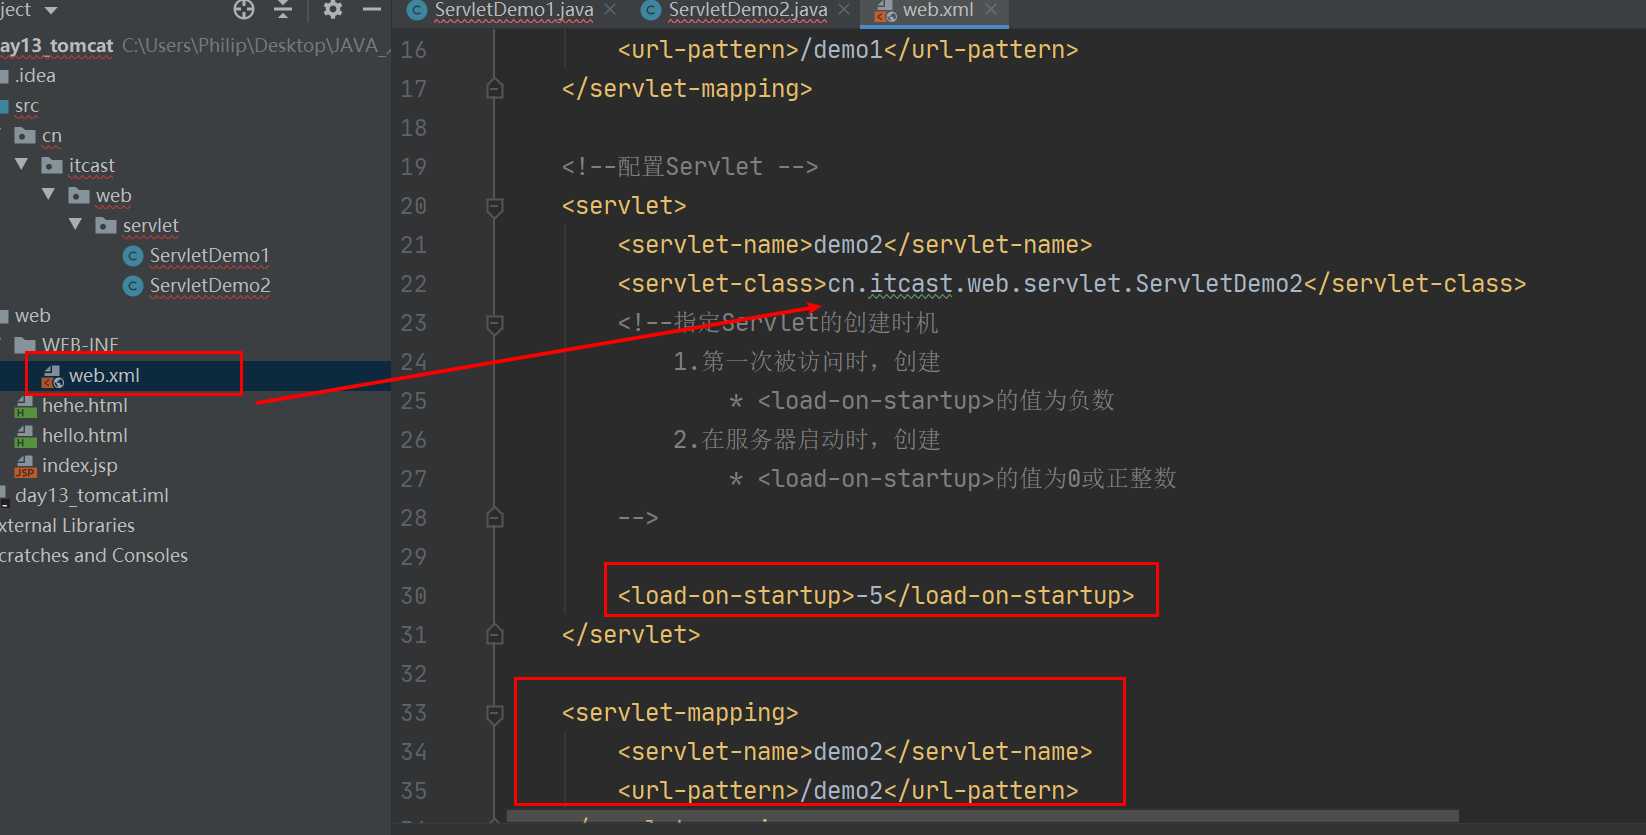 ject
ServletDemo1.java
ServletDemo2.java
web.xml
ay13_tomcat C:\Users\Philip\Desktop\JAVA_
.idea
src
cn
itcast
web
servlet
ServletDemo1
ServletDemo2
web
WEB-INF
web.xml
hehe.html
hello.html
index.jsp
day13_tomcat.iml
xternal Libraries
cratches and Consoles
16 <url-pattern>/demo1</url-pattern>
17 </servlet-mapping>
18
19 <!--配置Servlet -->
20 <servlet>
21 <servlet-name>demo2</servlet-name>
22 <servlet-class>cn.itcast.web.servlet.ServletDemo2</servlet-class>
23 <!--指定Servlet的创建时机
24 1.第一次被访问时，创建
25 * <load-on-startup>的值为负数
26 2.在服务器启动时，创建
27 * <load-on-startup>的值为0或正整数
28 -->
29
30 <load-on-startup>-5</load-on-startup>
31 </servlet>
32
33 <servlet-mapping>
34 <servlet-name>demo2</servlet-name>
35 <url-pattern>/demo2</url-pattern>